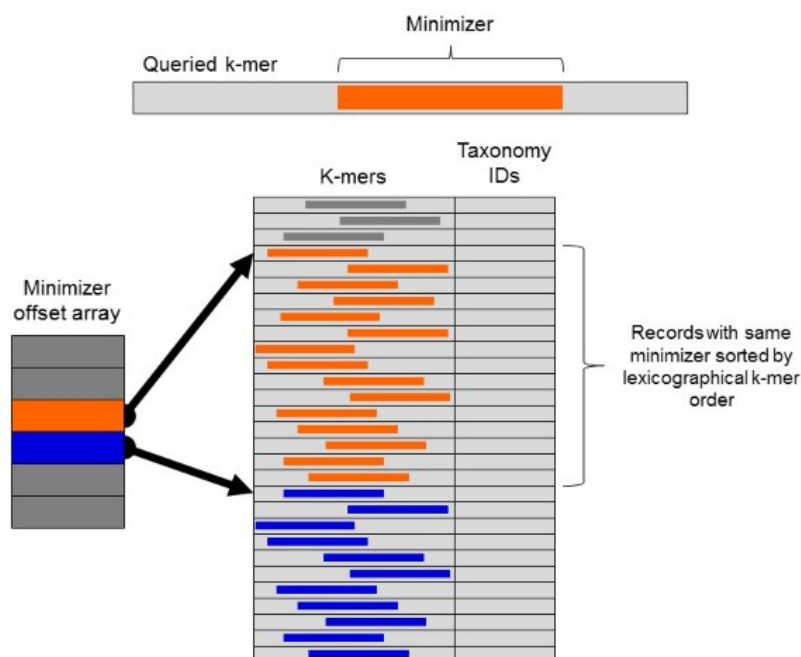 Minimizer
Queried k-mer
Taxonomy
IDs
K-mers
Minimizer
offset array
Records with same
minimizer sorted by
lexicographical k-mer
order